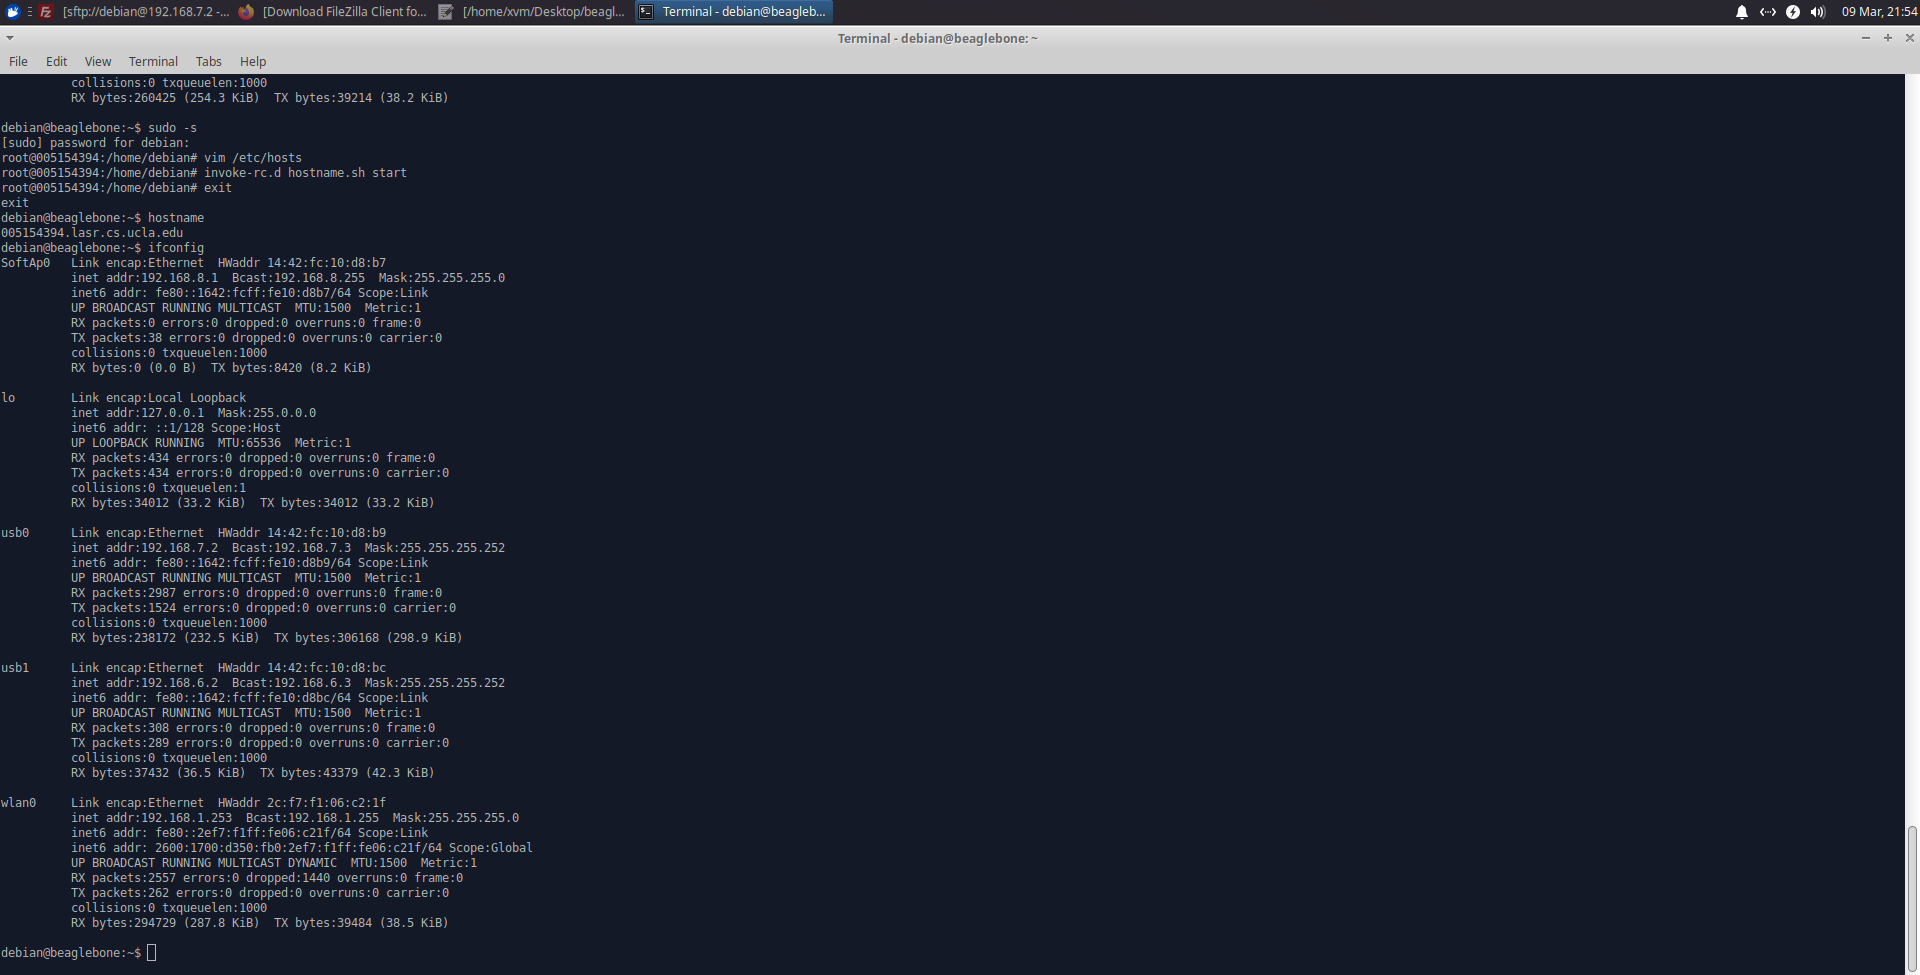 [sftp://debian@192.168.7.2 -...
[Download FileZilla Client fo...
[/home/xvm/Desktop/beagl...
Terminal - debian@beagleb...
09 Mar, 21:54
Terminal - debian@beaglebone: ~
File Edit View Terminal Tabs Help
collisions:0 txqueuelen:1000
RX bytes:260425 (254.3 KiB)  TX bytes:39214 (38.2 KiB)
debian@beaglebone:~$ sudo -s
[sudo] password for debian:
root@005154394:/home/debian# vim /etc/hosts
root@005154394:/home/debian# invoke-rc.d hostname.sh start
root@005154394:/home/debian# exit
exit
debian@beaglebone:~$ hostname
005154394.lasr.cs.ucla.edu
debian@beaglebone:~$ ifconfig
SoftAp0   Link encap:Ethernet  HWaddr 14:42:fc:10:d8:b7
inet addr:192.168.8.1  Bcast:192.168.8.255  Mask:255.255.255.0
inet6 addr: fe80::1642:fcff:fe10:d8b7/64 Scope:Link
UP BROADCAST RUNNING MULTICAST  MTU:1500  Metric:1
RX packets:0 errors:0 dropped:0 overruns:0 frame:0
TX packets:38 errors:0 dropped:0 overruns:0 carrier:0
collisions:0 txqueuelen:1000
RX bytes:0 (0.0 B)  TX bytes:8420 (8.2 KiB)
lo        Link encap:Local Loopback
inet addr:127.0.0.1  Mask:255.0.0.0
inet6 addr: ::1/128 Scope:Host
UP LOOPBACK RUNNING  MTU:65536  Metric:1
RX packets:434 errors:0 dropped:0 overruns:0 frame:0
TX packets:434 errors:0 dropped:0 overruns:0 carrier:0
collisions:0 txqueuelen:1
RX bytes:34012 (33.2 KiB)  TX bytes:34012 (33.2 KiB)
usb0      Link encap:Ethernet  HWaddr 14:42:fc:10:d8:b9
inet addr:192.168.7.2  Bcast:192.168.7.3  Mask:255.255.255.252
inet6 addr: fe80::1642:fcff:fe10:d8b9/64 Scope:Link
UP BROADCAST RUNNING MULTICAST  MTU:1500  Metric:1
RX packets:2987 errors:0 dropped:0 overruns:0 frame:0
TX packets:1524 errors:0 dropped:0 overruns:0 carrier:0
collisions:0 txqueuelen:1000
RX bytes:238172 (232.5 KiB)  TX bytes:306168 (298.9 KiB)
usb1      Link encap:Ethernet  HWaddr 14:42:fc:10:d8:bc
inet addr:192.168.6.2  Bcast:192.168.6.3  Mask:255.255.255.252
inet6 addr: fe80::1642:fcff:fe10:d8bc/64 Scope:Link
UP BROADCAST RUNNING MULTICAST  MTU:1500  Metric:1
RX packets:308 errors:0 dropped:0 overruns:0 frame:0
TX packets:289 errors:0 dropped:0 overruns:0 carrier:0
collisions:0 txqueuelen:1000
RX bytes:37432 (36.5 KiB)  TX bytes:43379 (42.3 KiB)
wlan0     Link encap:Ethernet  HWaddr 2c:f7:f1:06:c2:1f
inet addr:192.168.1.253  Bcast:192.168.1.255  Mask:255.255.255.0
inet6 addr: fe80::2ef7:f1ff:fe06:c21f/64 Scope:Link
inet6 addr: 2600:1700:d350:fb0:2ef7:f1ff:fe06:c21f/64 Scope:Global
UP BROADCAST RUNNING MULTICAST DYNAMIC  MTU:1500  Metric:1
RX packets:2557 errors:0 dropped:1440 overruns:0 frame:0
TX packets:262 errors:0 dropped:0 overruns:0 carrier:0
collisions:0 txqueuelen:1000
RX bytes:294729 (287.8 KiB)  TX bytes:39484 (38.5 KiB)
debian@beaglebone:~$